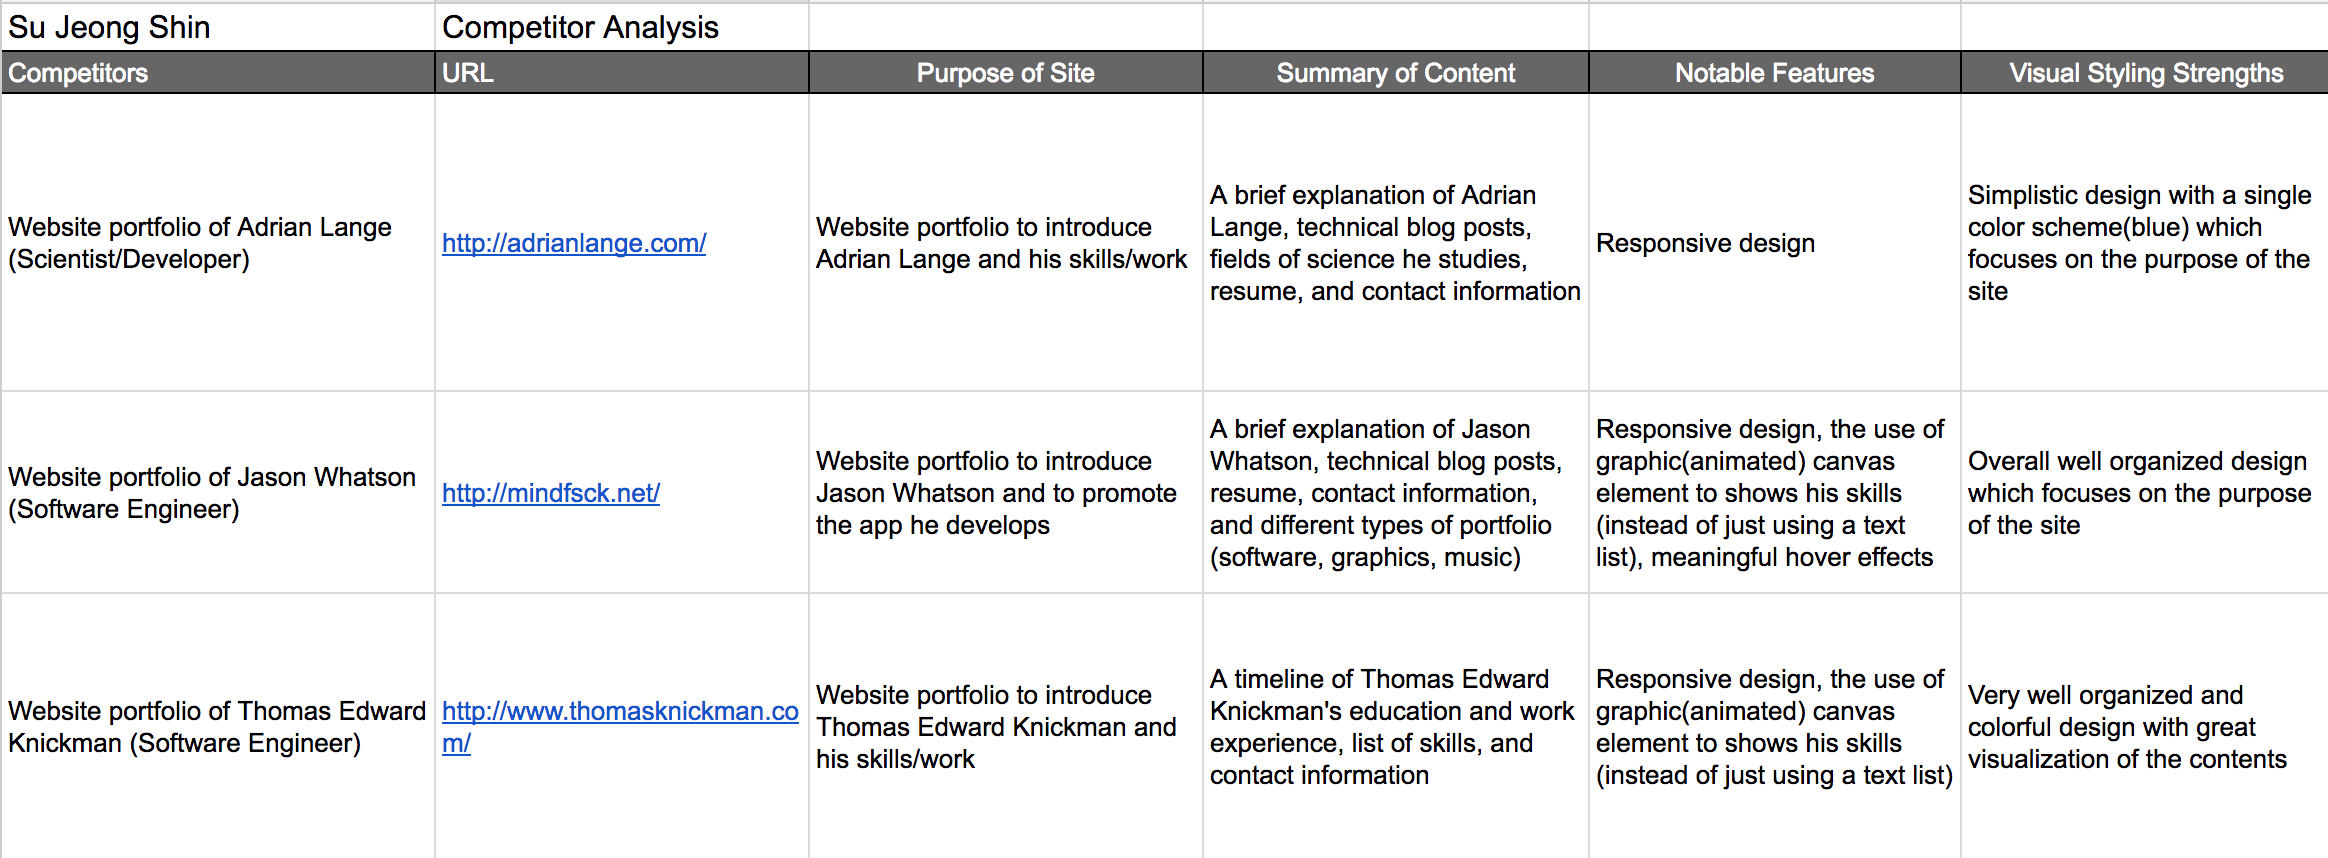 Su Jeong Shin
Competitor Analysis
Competitors
URL
Purpose of Site
Summary of Content
Notable Features
Visual Styling Strengths
Website portfolio of Adrian Lange
(Scientist/Developer)
http://adrianlange.com/
Website portfolio to introduce
Adrian Lange and his skills/work
A brief explanation of Adrian
Lange, technical blog posts,
fields of science he studies,
resume, and contact information
Responsive design
Simplistic design with a single
color scheme(blue) which
focuses on the purpose of the
site
Website portfolio of Jason Whatson
(Software Engineer)
http://mindfsck.net/
Website portfolio to introduce
Jason Whatson and to promote
the app he develops
A brief explanation of Jason
Whatson, technical blog posts,
resume, contact information,
and different types of portfolio
(software, graphics, music)
Responsive design, the use of
graphic(animated) canvas
element to shows his skills
(instead of just using a text
list), meaningful hover effects
Overall well organized design
which focuses on the purpose
of the site
Website portfolio of Thomas Edward
Knickman (Software Engineer)
http://www.thomasknickman.co
m/
Website portfolio to introduce
Thomas Edward Knickman and
his skills/work
A timeline of Thomas Edward
Knickman's education and work
experience, list of skills, and
contact information
Responsive design, the use of
graphic(animated) canvas
element to shows his skills
(instead of just using a text list)
Very well organized and
colorful design with great
visualization of the contents